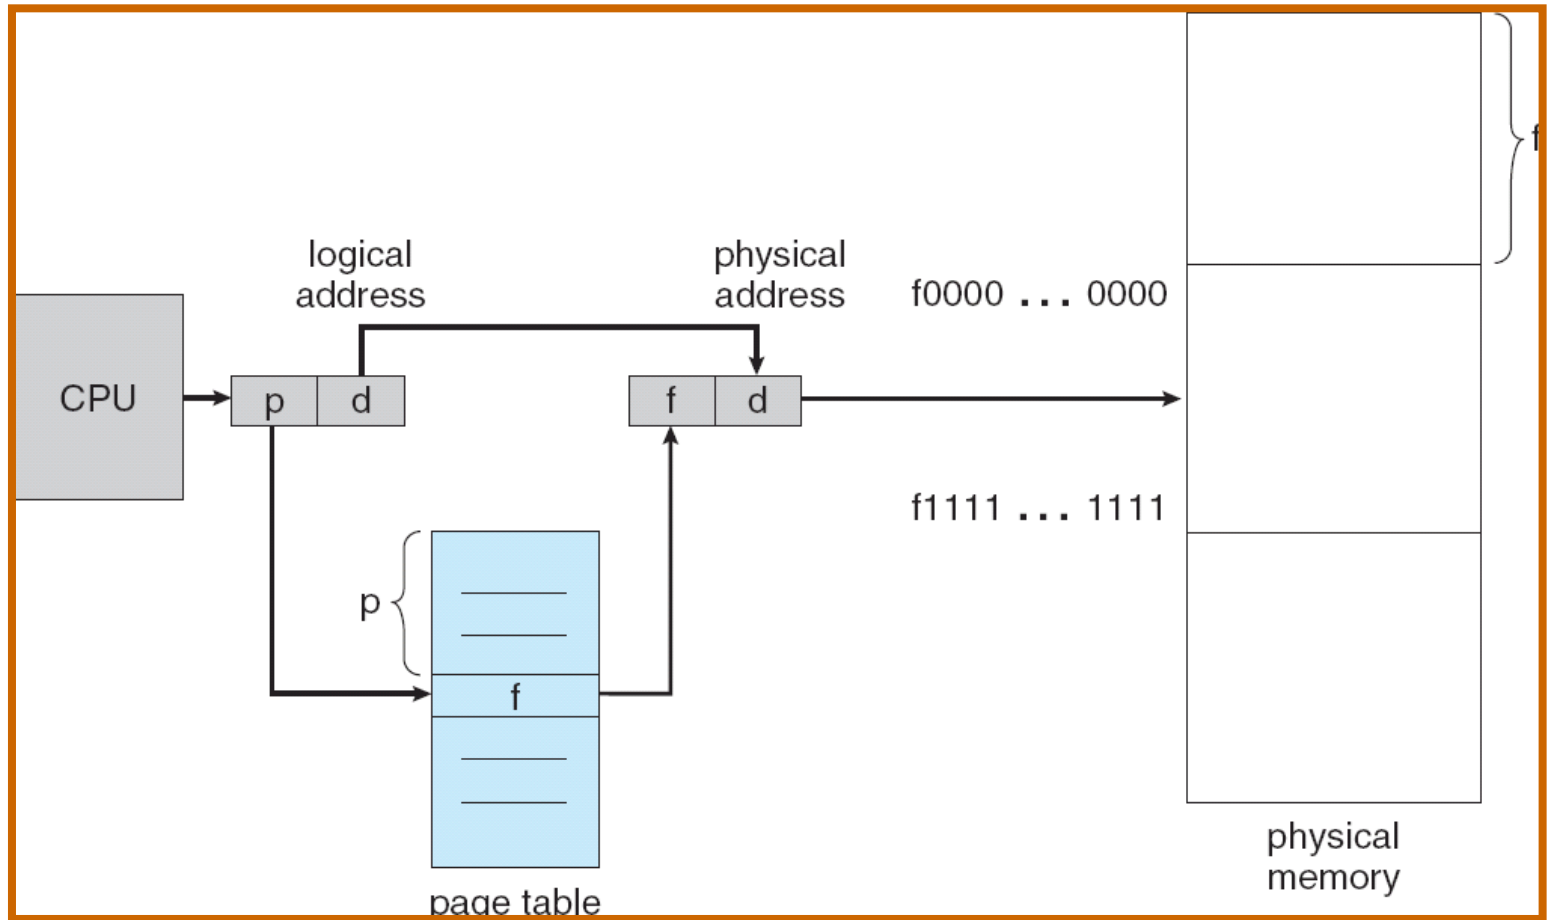 logical
address
physical
address
f0000 ... 0000
CPU
p
d
f
d
f1111 ... 1111
p
f
f
page table
physical
memory